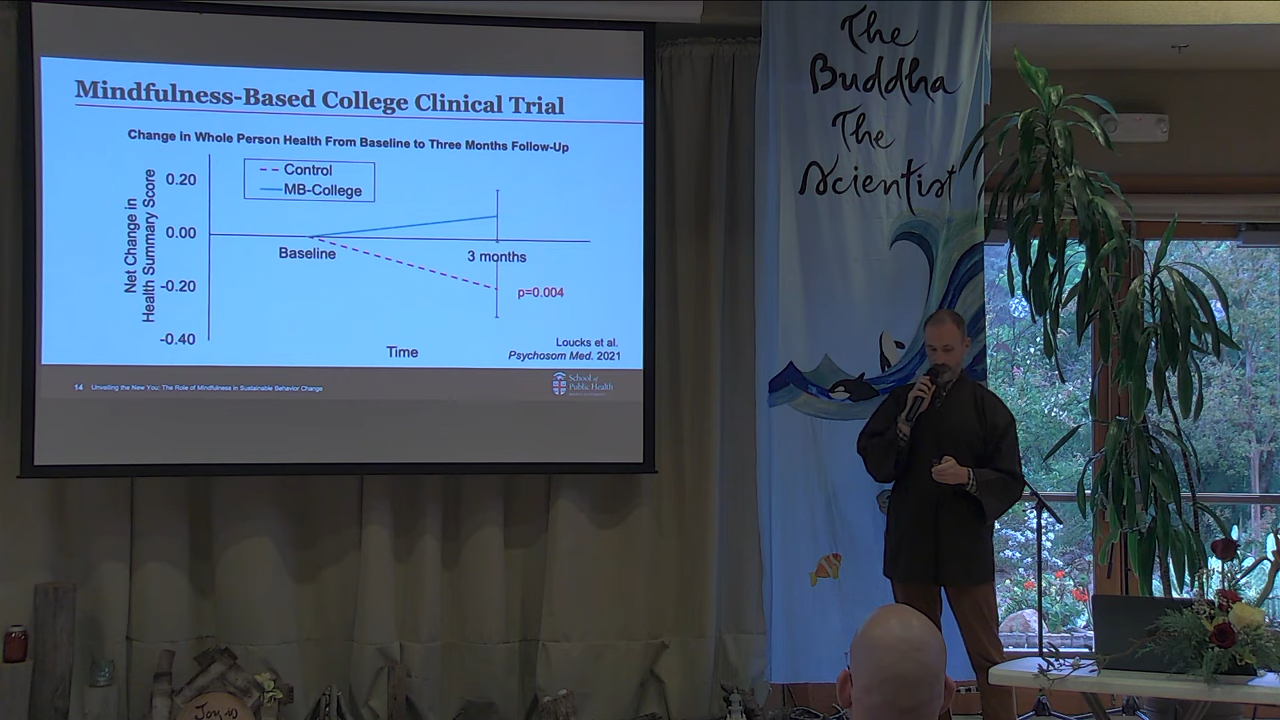 Mindfulness-Based College Clinical Trial
Change in Whole Person Health From Baseline to Three Months Follow-Up
Control
MB-College
Net Change in
Health Summary Score
0.20
0.00
-0.20
-0.40
Baseline
3 months
p=0.004
Time
Loucks et al.
Psychosom Med. 2021
14 Unveiling the New You: The Role of Mindfulness in Sustainable Behavior Change
School of
Public Health
The
Buddha
The
Scientist